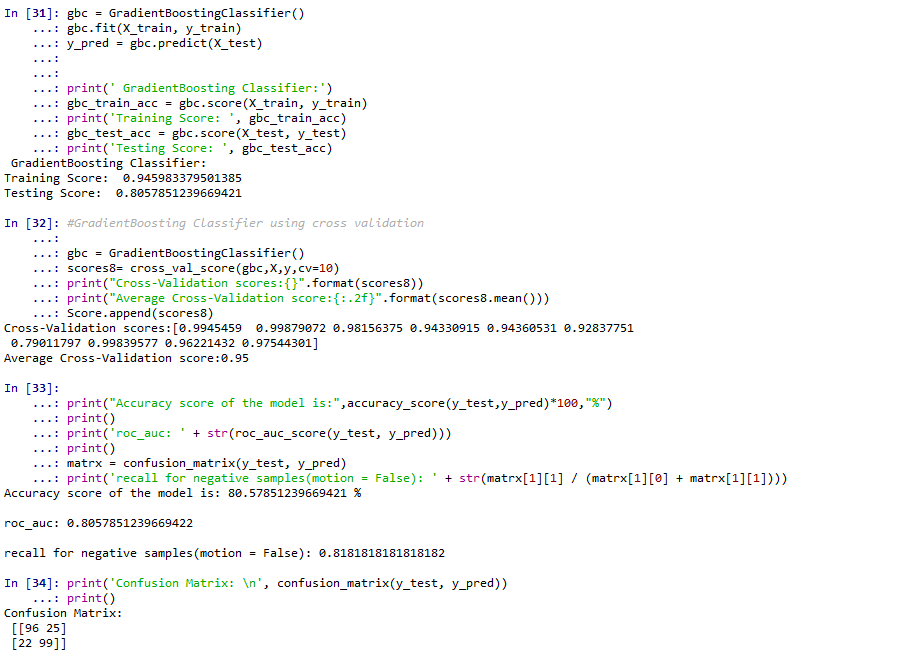 In [31]: gbc = GradientBoostingClassifier()
    ...: gbc.fit(X_train, y_train)
    ...: y_pred = gbc.predict(X_test)
    ...:
    ...:
    ...: print(' GradientBoosting Classifier:')
    ...: gbc_train_acc = gbc.score(X_train, y_train)
    ...: print('Training Score: ', gbc_train_acc)
    ...: gbc_test_acc = gbc.score(X_test, y_test)
    ...: print('Testing Score: ', gbc_test_acc)
 GradientBoosting Classifier:
Training Score:  0.945983379501385
Testing Score:  0.8057851239669421

In [32]: #GradientBoosting Classifier using cross validation
    ...:
    ...: gbc = GradientBoostingClassifier()
    ...: scores8= cross_val_score(gbc,X,y,cv=10)
    ...: print("Cross-Validation scores:{}".format(scores8))
    ...: print("Average Cross-Validation score:{:.2f}".format(scores8.mean()))
    ...: Score.append(scores8)
Cross-Validation scores:[0.9945459  0.99879072 0.98156375 0.94330915 0.94360531 0.92837751
 0.79011797 0.99839577 0.96221432 0.97544301]
Average Cross-Validation score:0.95

In [33]:
    ...: print("Accuracy score of the model is:",accuracy_score(y_test,y_pred)*100,"%")
    ...: print()
    ...: print('roc_auc: ' + str(roc_auc_score(y_test, y_pred)))
    ...: print()
    ...: matrx = confusion_matrix(y_test, y_pred)
    ...: print('recall for negative samples(motion = False): ' + str(matrx[1][1] / (matrx[1][0] + matrx[1][1])))
Accuracy score of the model is: 80.57851239669421 %

roc_auc: 0.8057851239669422

recall for negative samples(motion = False): 0.8181818181818182

In [34]: print('Confusion Matrix: \n', confusion_matrix(y_test, y_pred))
    ...: print()
Confusion Matrix:
 [[96 25]
 [22 99]]